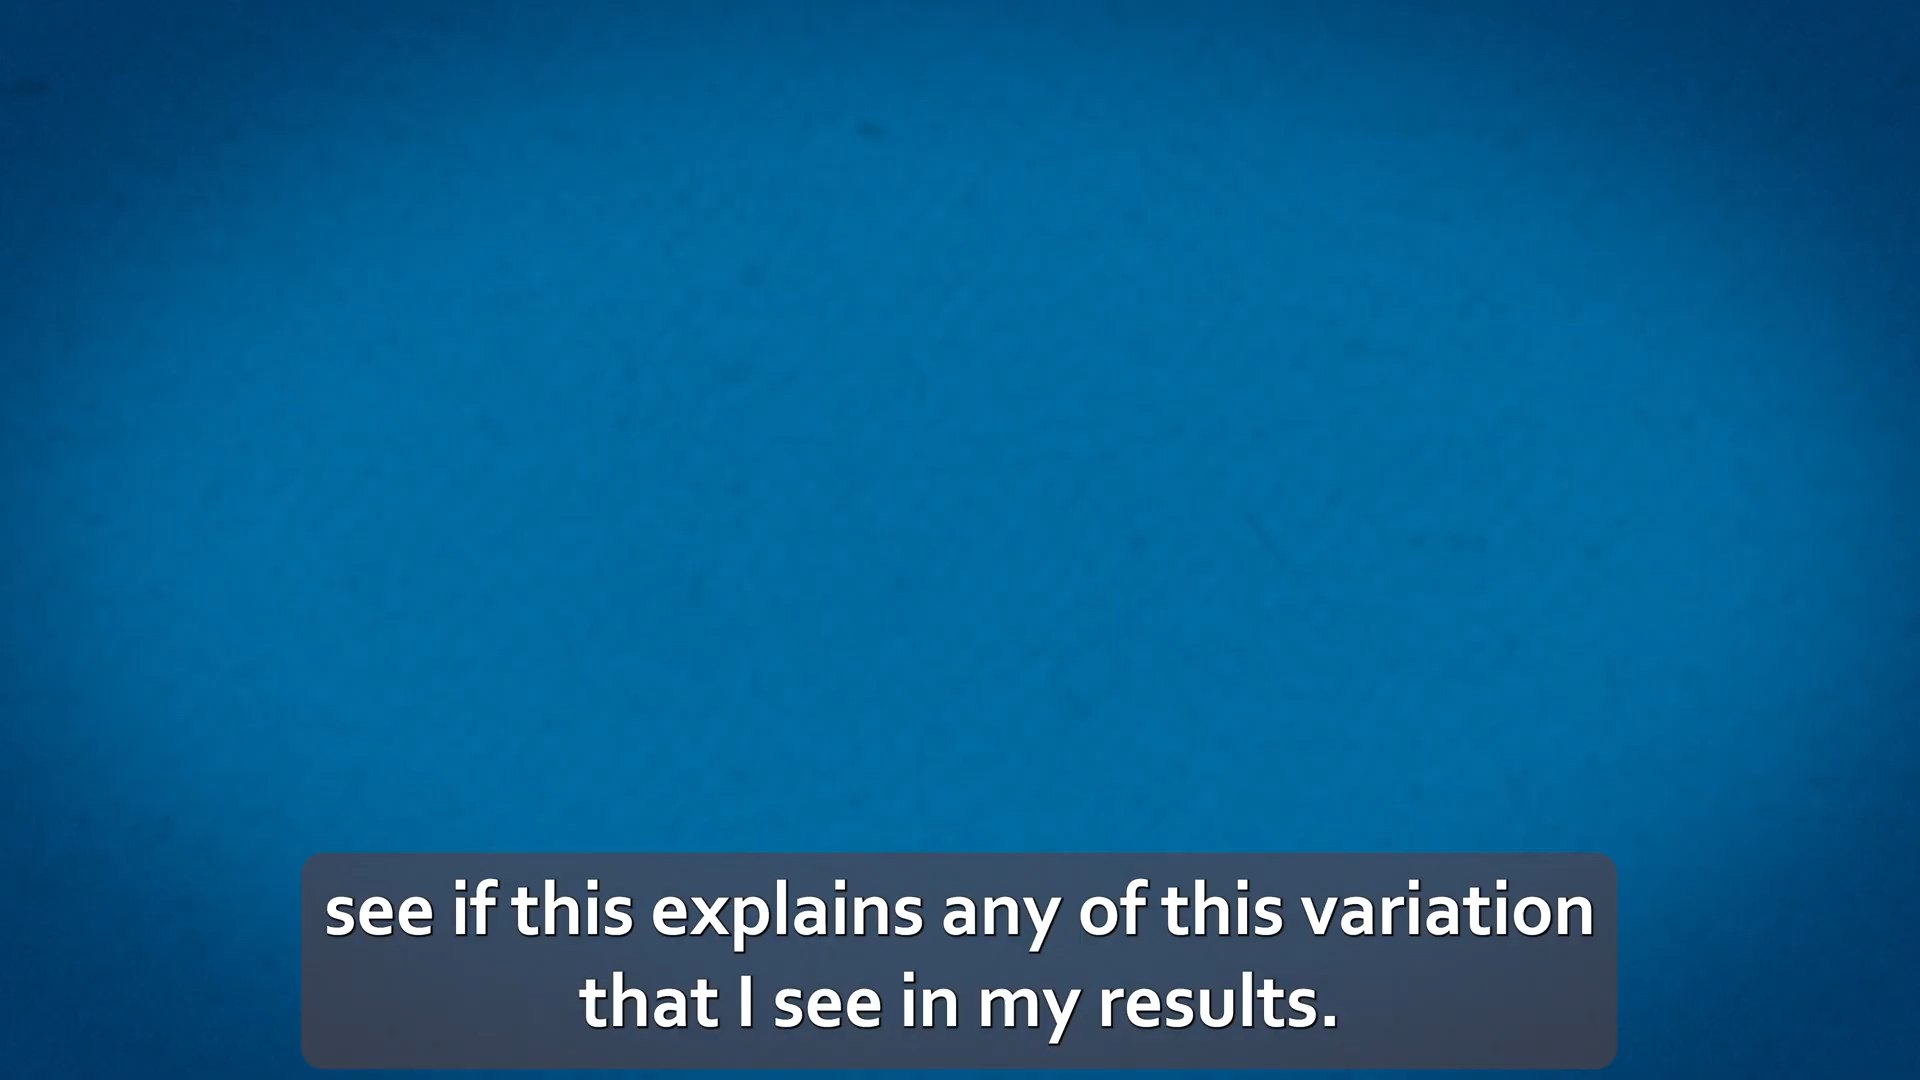 see if this explains any of this variation
that I see in my results.